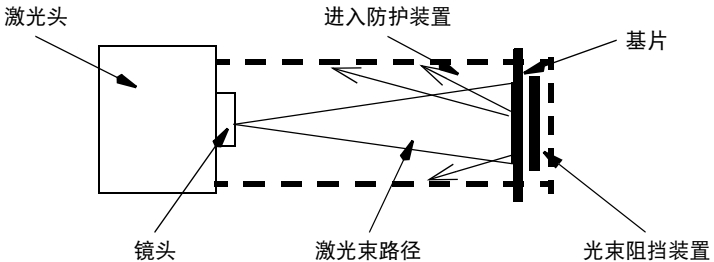 激光头
进入防护装置
基片
镜头
激光束路径
光束阻挡装置